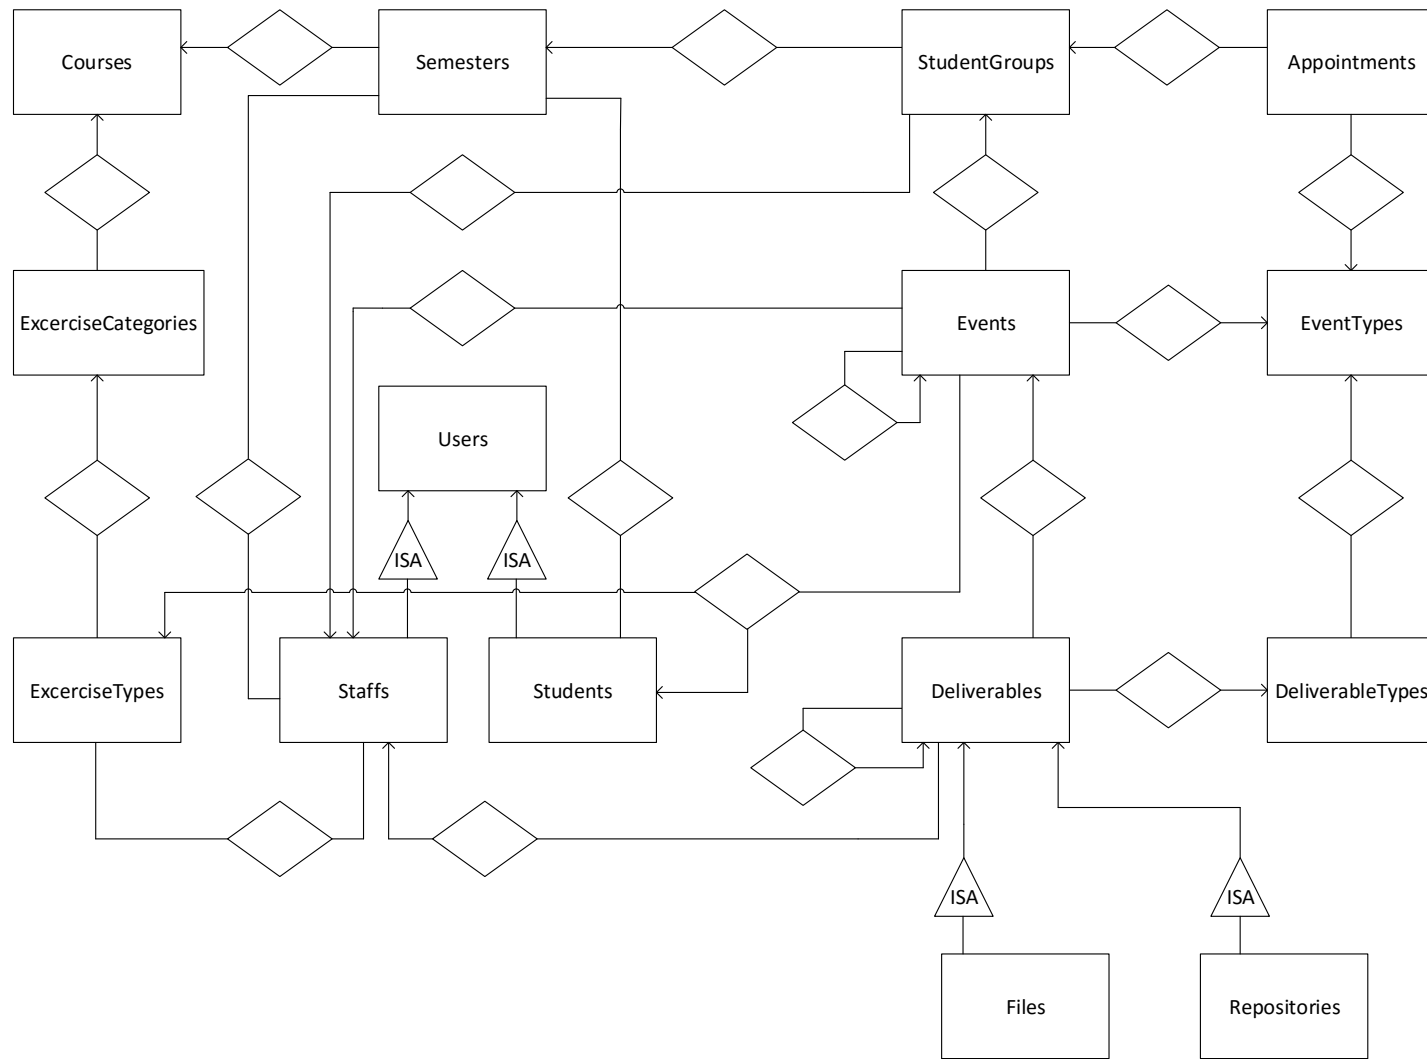 Courses
Semesters
StudentGroups
Appointments
ExcerciseCategories
Events
EventTypes
Users
ISA
ISA
ExcerciseTypes
Staffs
Students
Deliverables
DeliverableTypes
ISA
ISA
Files
Repositories